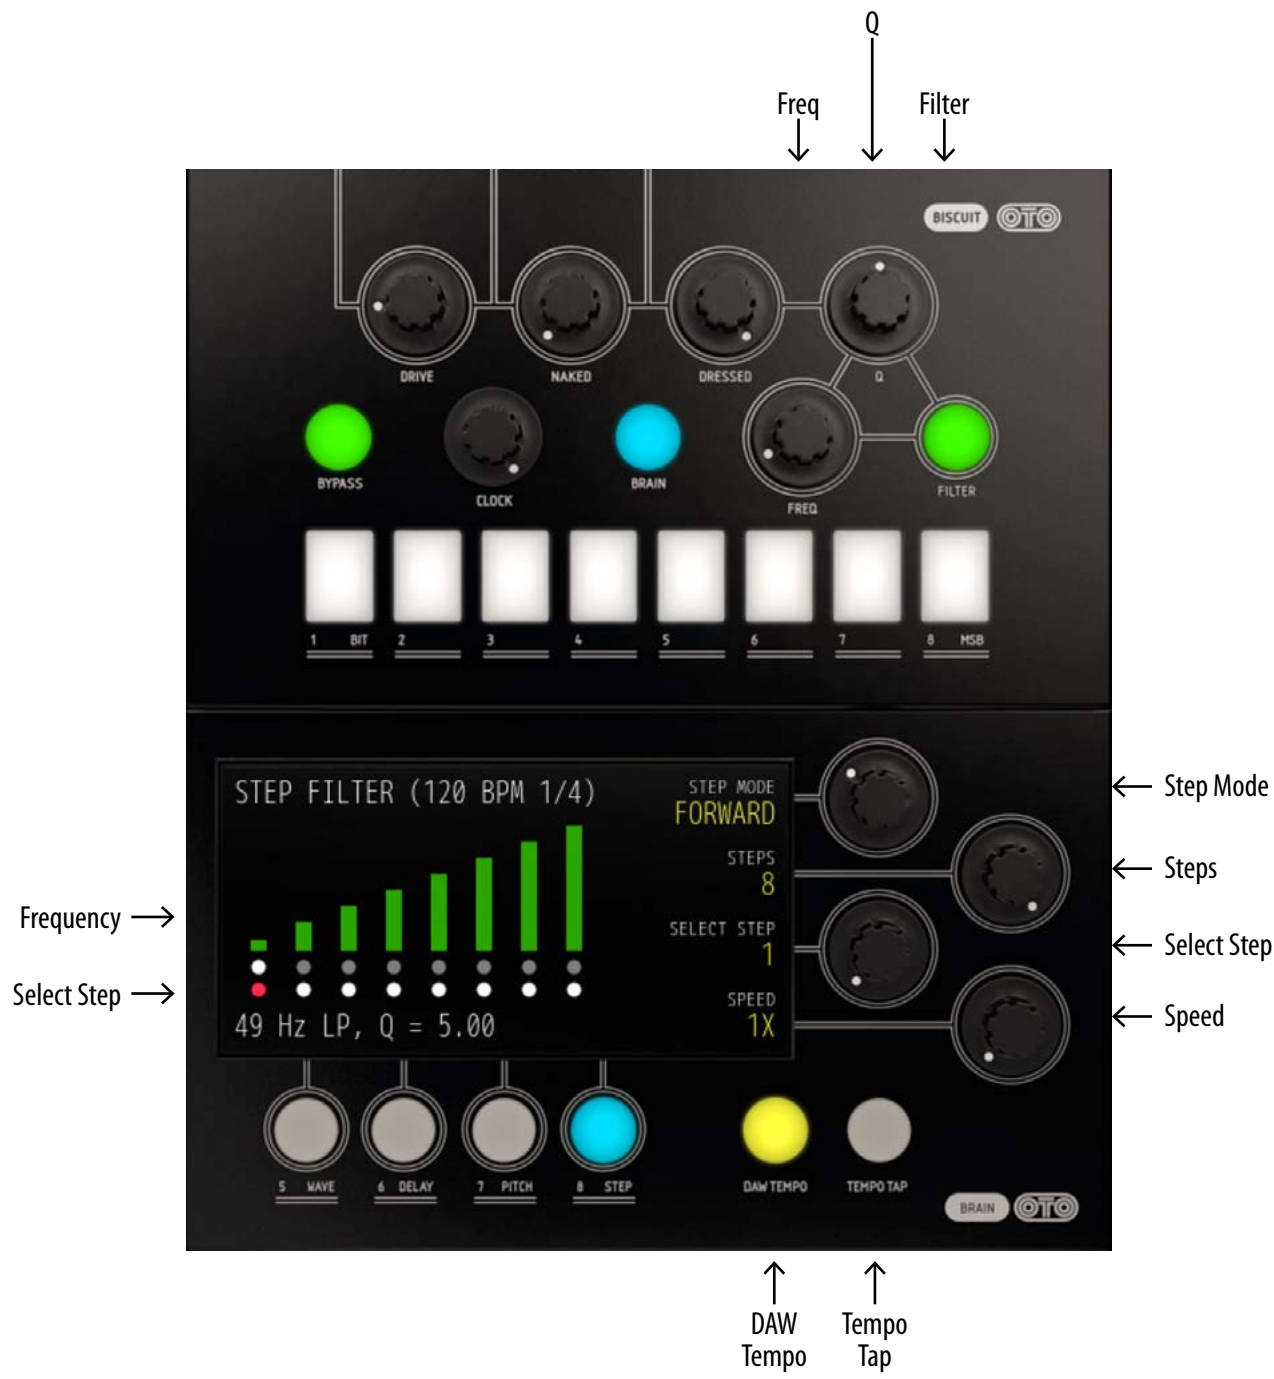 Q
Freq
Filter
BISCUIT OTO
DRIVE
NAKED
DRESSED
Q
BYPASS
CLOCK
BRAIN
FREQ
FILTER
1 BIT
2
3
4
5
6
7
8 MSB
STEP FILTER (120 BPM 1/4)
STEP MODE
FORWARD
STEPS
8
SELECT STEP
1
SPEED
1X
49 Hz LP, Q = 5.00
Step Mode
Steps
Select Step
Speed
Frequency
Select Step
5 WAVE
6 DELAY
7 PITCH
8 STEP
DAW TEMPO
TEMPO TAP
BRAIN OTO
DAW
Tempo
Tempo
Tap